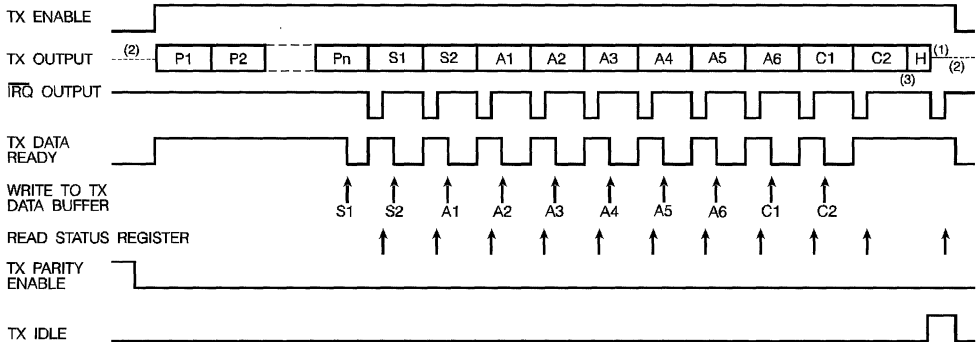 TX ENABLE
TX OUTPUT (2) P1 P2 Pn S1 S2 A1 A2 A3 A4 A5 A6 C1 C2 H (1) (2)
(3)
IRQ OUTPUT
TX DATA
READY
WRITE TO TX
DATA BUFFER
S1 S2 A1 A2 A3 A4 A5 A6 C1 C2
READ STATUS REGISTER
TX PARITY
ENABLE
TX IDLE